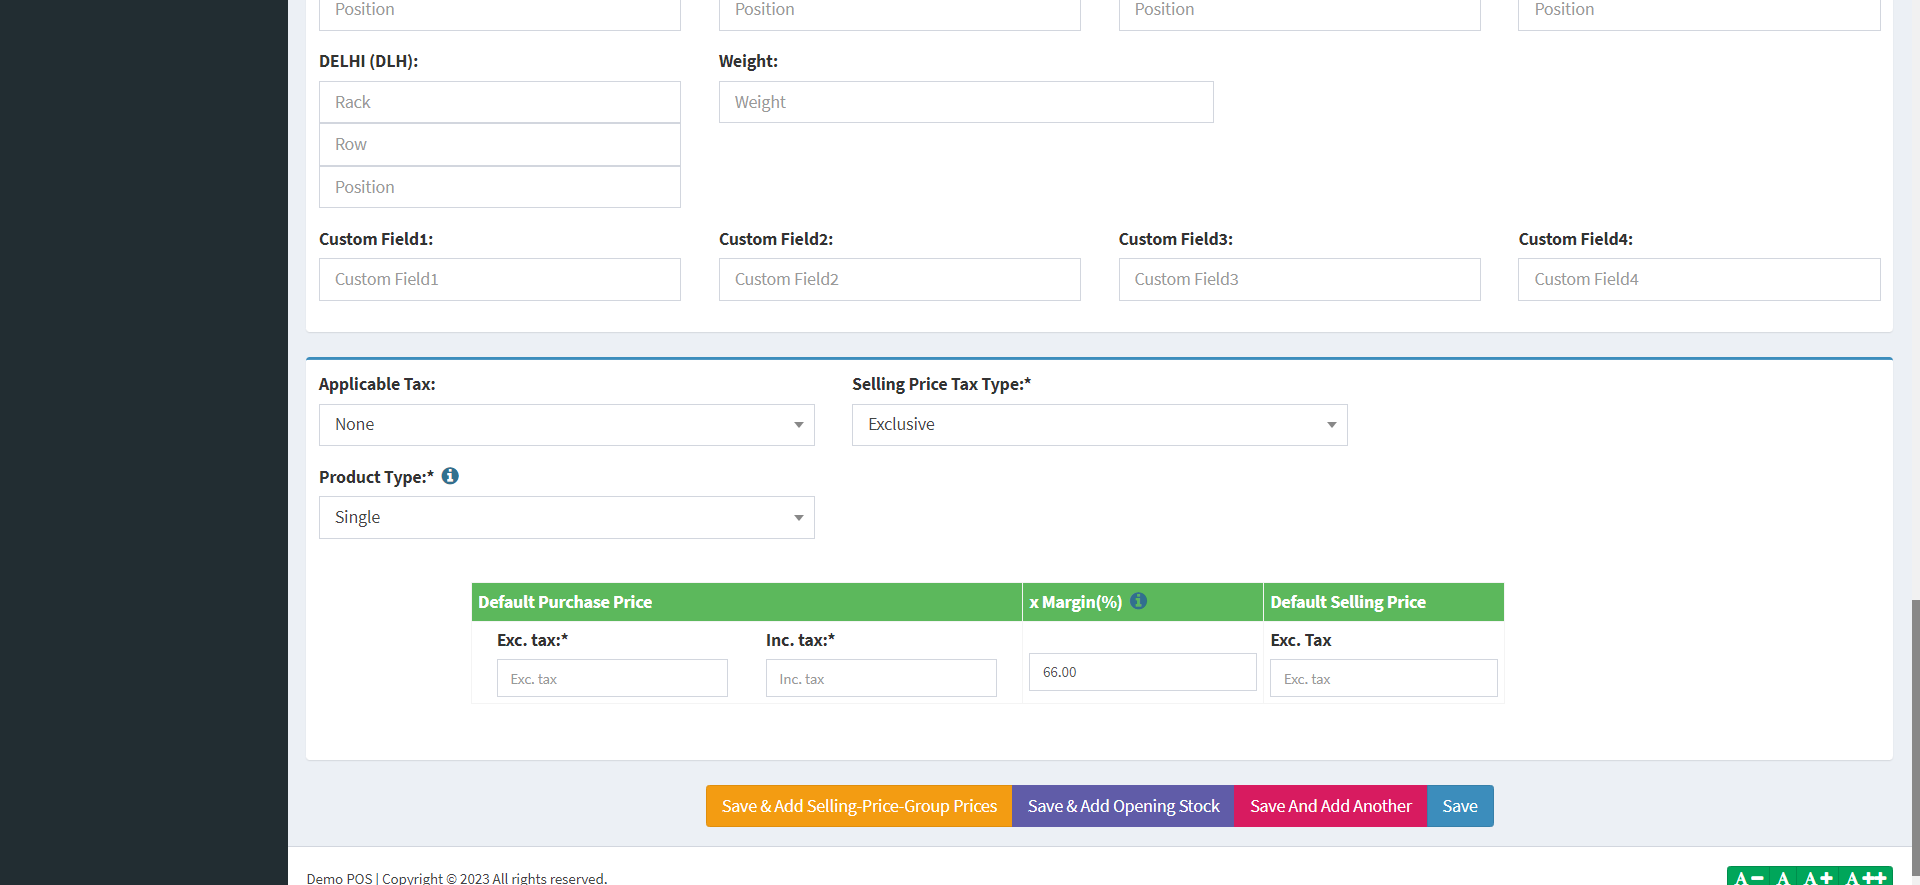 Position Position Position Position
DELHI (DLH): Weight:
Rack Weight
Row
Position
Custom Field1: Custom Field2: Custom Field3: Custom Field4:
Custom Field1 Custom Field2 Custom Field3 Custom Field4
Applicable Tax: Selling Price Tax Type:*
None Exclusive
Product Type:*
Single
Default Purchase Price x Margin(%) Default Selling Price
Exc. tax:* Inc. tax:* Exc. Tax
Exc. tax Inc. tax 66.00 Exc. tax
Save & Add Selling-Price-Group Prices Save & Add Opening Stock Save And Add Another Save
Demo POS | Copyright © 2023 All rights reserved. A- A A+ A++